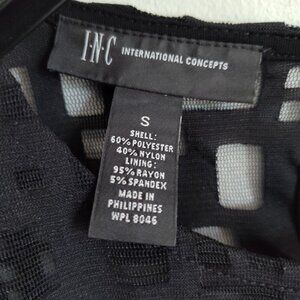 I·N·C INTERNATIONAL CONCEPTS
S
SHELL:
60% POLYESTER
40% NYLON
LINING:
95% RAYON
5% SPANDEX
MADE IN
PHILIPPINES
WPL 8046